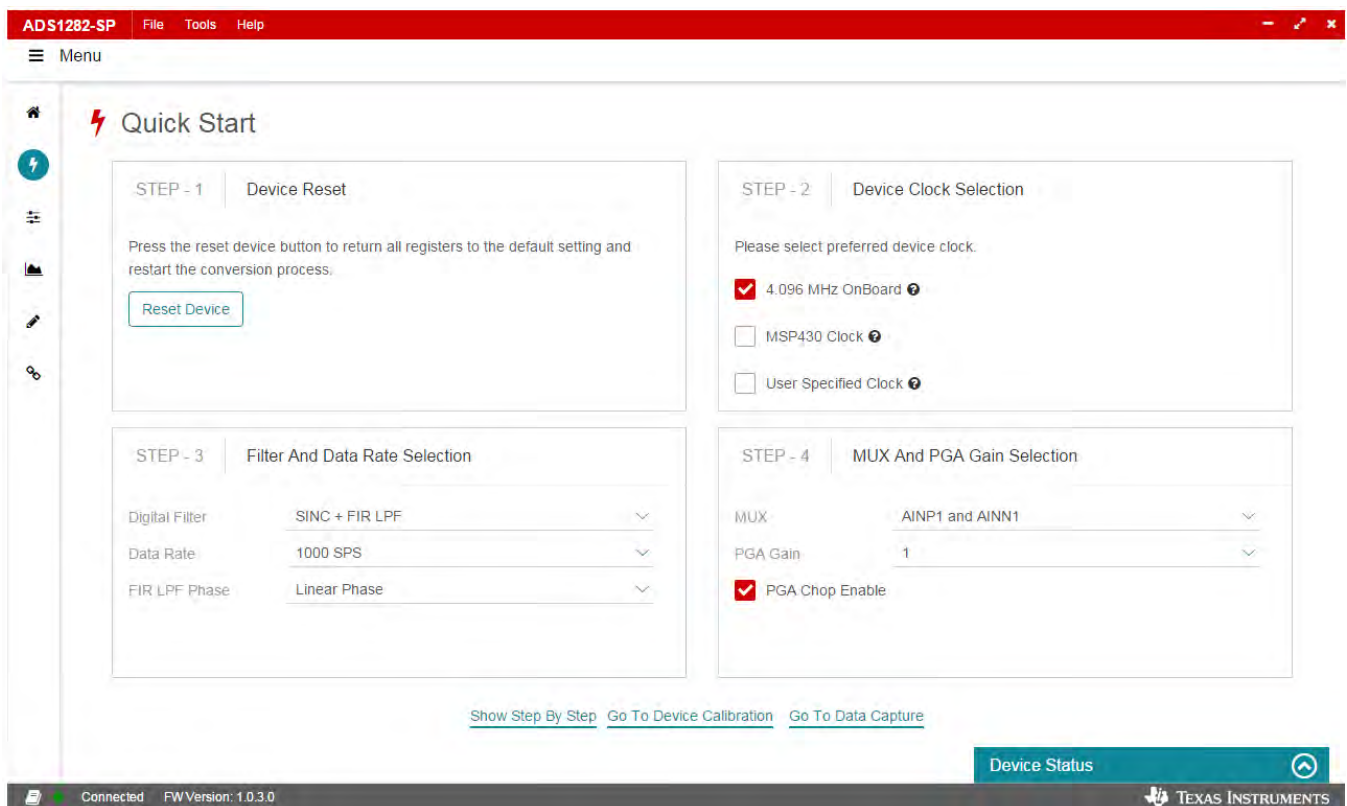 ADS1282-SP File Tools Help
Menu
Quick Start
STEP - 1 Device Reset
Press the reset device button to return all registers to the default setting and
restart the conversion process.
Reset Device
STEP - 2 Device Clock Selection
Please select preferred device clock.
4.096 MHz OnBoard
MSP430 Clock
User Specified Clock
STEP - 3 Filter And Data Rate Selection
Digital Filter SINC + FIR LPF
Data Rate 1000 SPS
FIR LPF Phase Linear Phase
STEP - 4 MUX And PGA Gain Selection
MUX AINP1 and AINN1
PGA Gain 1
PGA Chop Enable
Show Step By Step Go To Device Calibration Go To Data Capture
Device Status
Connected FW Version: 1.0.3.0 TEXAS INSTRUMENTS